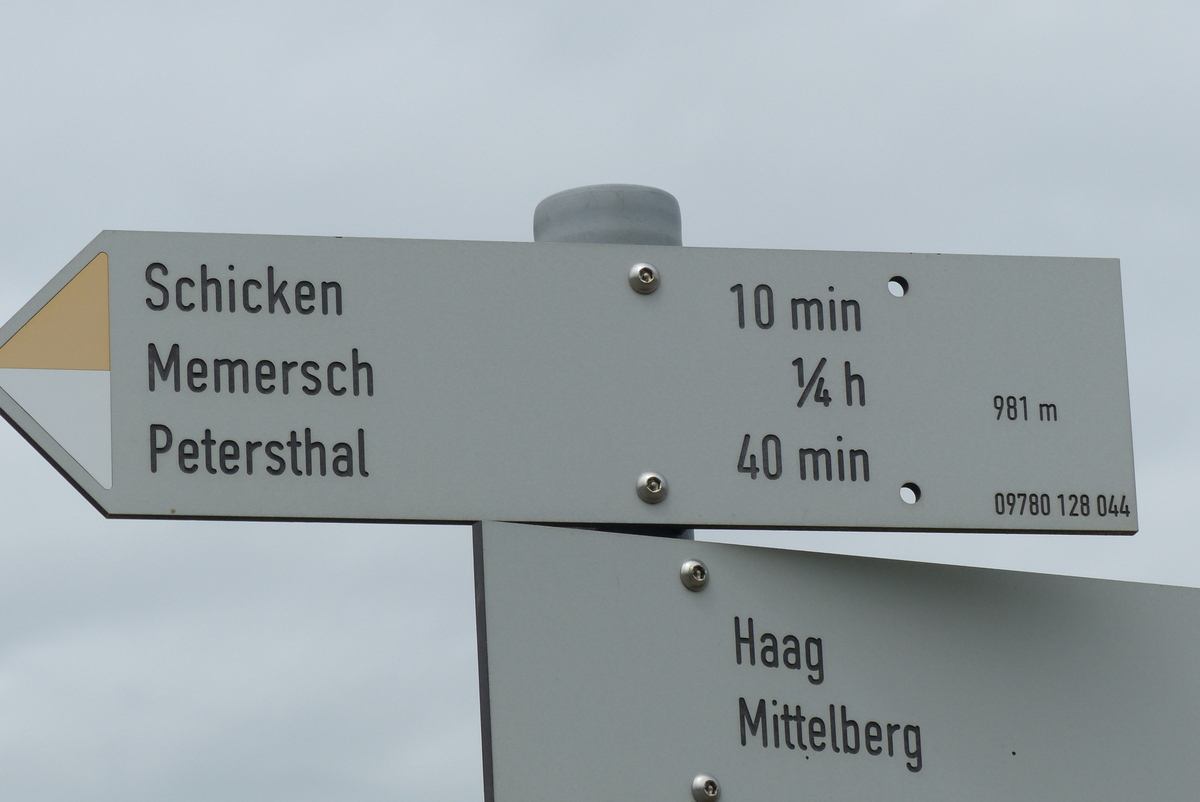 Schicken 10 min
Memersch ¼ h
981 m
Petersthal 40 min
09780 128 044
Haag
Mittelberg